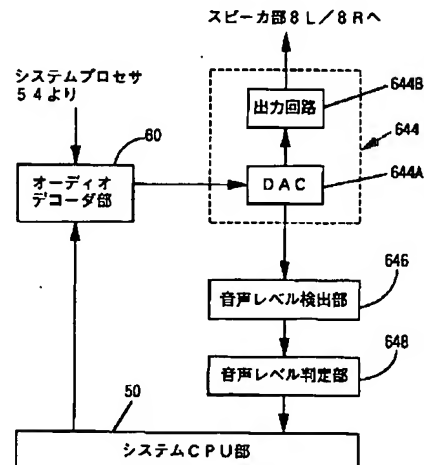 スピーカ部8L/8Rへ
システムプロセサ
54より
644B
出力回路
644
60
オーディオ
デコーダ部
DAC
644A
646
音声レベル検出部
648
音声レベル判定部
50
システムCPU部